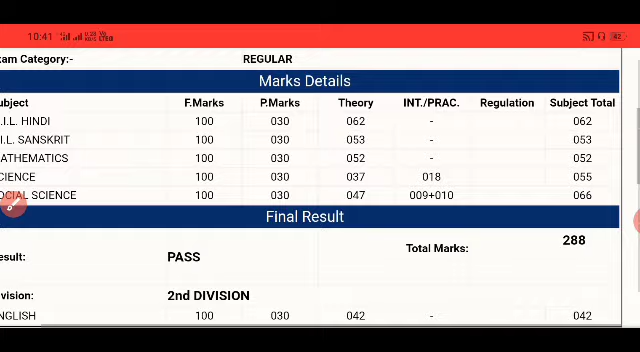 10:41 82
xam Category:- REGULAR
Marks Details
ubject F.Marks P.Marks Theory INT./PRAC. Regulation Subject Total
.I.L. HINDI 100 030 062 - 062
.I.L. SANSKRIT 100 030 053 - 053
ATHEMATICS 100 030 052 - 052
CIENCE 100 030 037 018 055
OCIAL SCIENCE 100 030 047 009+010 066
Final Result
esult: PASS Total Marks: 288
ivision: 2nd DIVISION
NGLISH 100 030 042 - 042